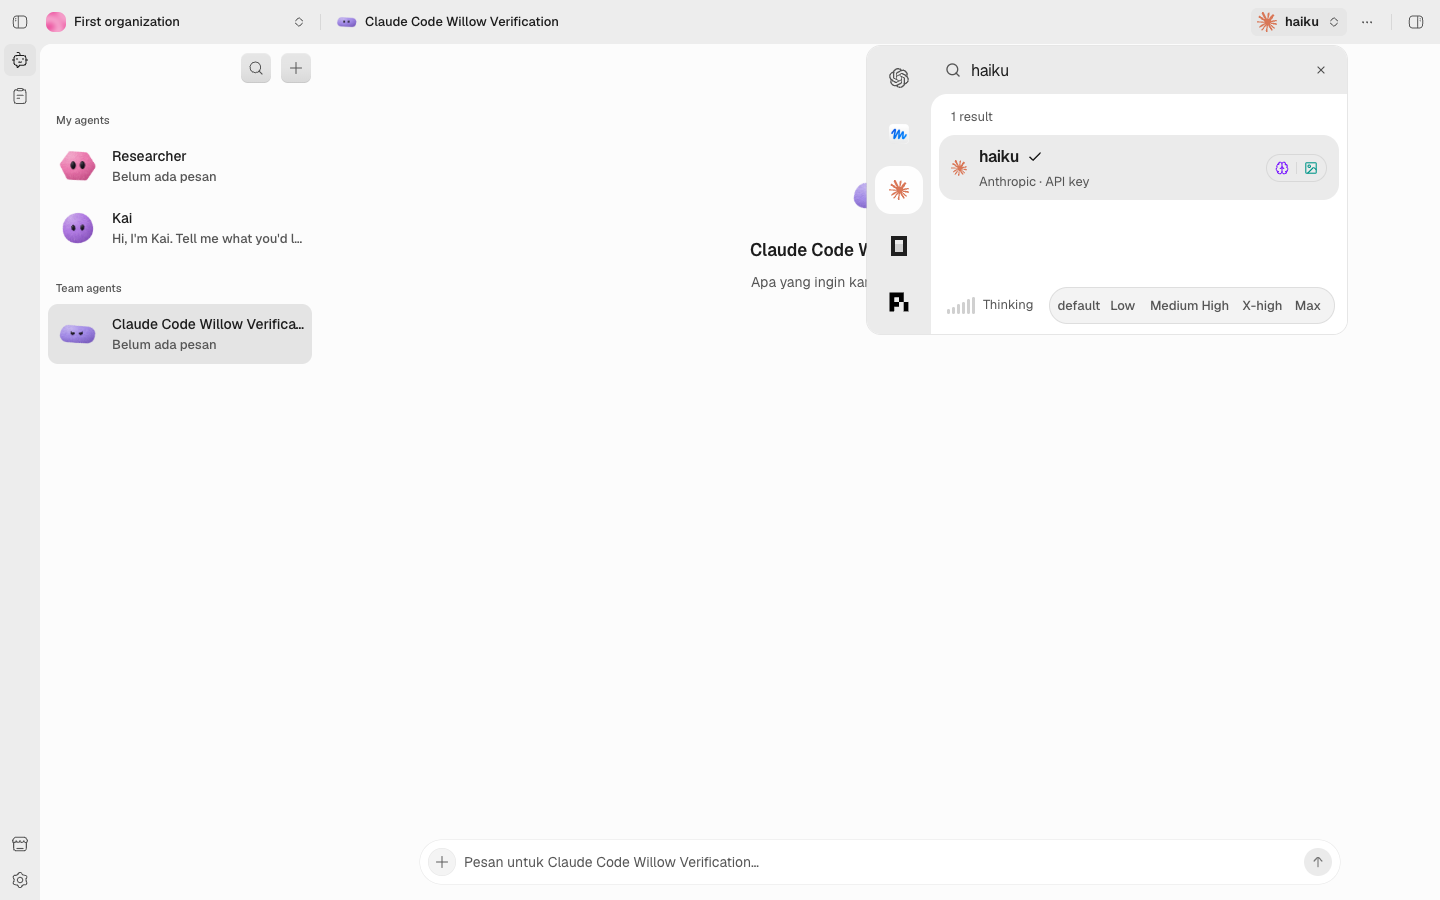 First organization
Claude Code Willow Verification
haiku
haiku
1 result
haiku
Anthropic · API key
Thinking
default Low Medium High X-high Max
My agents
Researcher
Belum ada pesan
Kai
Hi, I'm Kai. Tell me what you'd l...
Team agents
Claude Code Willow Verifica...
Belum ada pesan
Claude Code W
Apa yang ingin kar
Pesan untuk Claude Code Willow Verification...